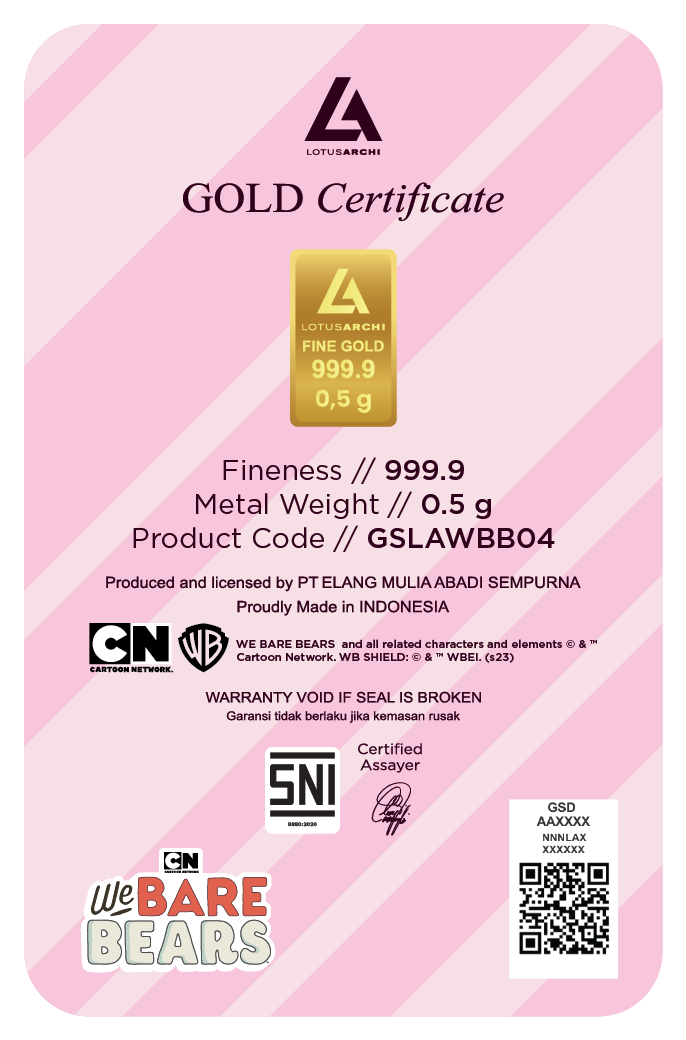 LOTUSARCHI
GOLD Certificate
LOTUSARCHI
FINE GOLD
999.9
0,5 g
Fineness // 999.9
Metal Weight // 0.5 g
Product Code // GSLAWBB04
Produced and licensed by PT ELANG MULIA ABADI SEMPURNA
Proudly Made in INDONESIA
CN
CARTOON NETWORK.
WB
WE BARE BEARS and all related characters and elements © & ™
Cartoon Network. WB SHIELD: © & ™ WBEI. (s23)
WARRANTY VOID IF SEAL IS BROKEN
Garansi tidak berlaku jika kemasan rusak
SNI
8880:2020
Certified
Assayer
GSD
AAXXXX
NNNLAX
XXXXXX
CN
CARTOON NETWORK
We BARE
BEARS